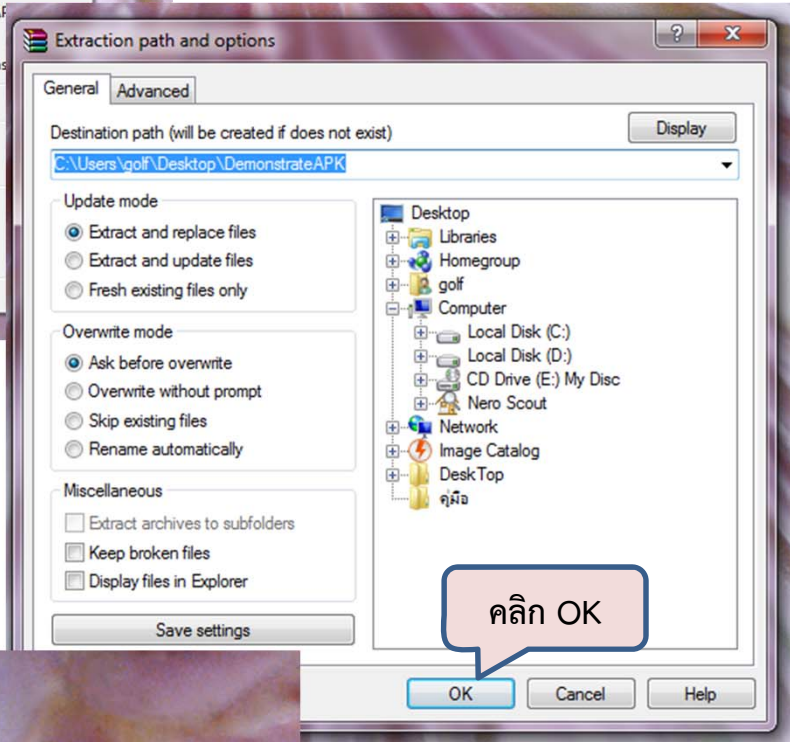 Extraction path and options
General
Advanced
Destination path (will be created if does not exist)
Display
C:\Users\golf\Desktop\DemonstrateAPK
Update mode
Extract and replace files
Extract and update files
Fresh existing files only
Overwrite mode
Ask before overwrite
Overwrite without prompt
Skip existing files
Rename automatically
Miscellaneous
Extract archives to subfolders
Keep broken files
Display files in Explorer
Save settings
Desktop
Libraries
Homegroup
golf
Computer
Local Disk (C:)
Local Disk (D:)
CD Drive (E:) My Disc
Nero Scout
Network
Image Catalog
DeskTop
คู่มือ
คลิก OK
OK
Cancel
Help